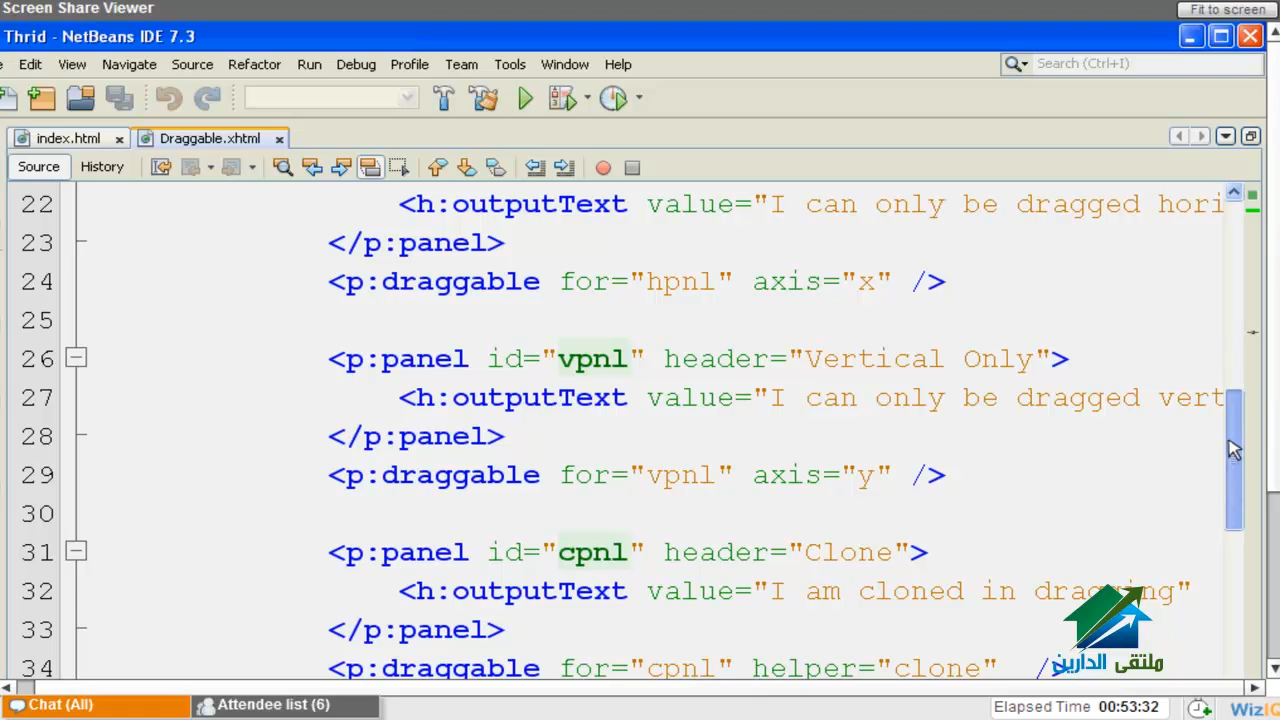 Screen Share Viewer
Fit to screen
Thrid - NetBeans IDE 7.3
Edit View Navigate Source Refactor Run Debug Profile Team Tools Window Help
Search (Ctrl+I)
index.html Draggable.xhtml
Source History
22 <h:outputText value="I can only be dragged hori
23 </p:panel>
24 <p:draggable for="hpnl" axis="x" />
25
26 <p:panel id="vpnl" header="Vertical Only">
27 <h:outputText value="I can only be dragged vert
28 </p:panel>
29 <p:draggable for="vpnl" axis="y" />
30
31 <p:panel id="cpnl" header="Clone">
32 <h:outputText value="I am cloned in dragging"
33 </p:panel>
34 <p:draggable for="cpnl" helper="clone" /
ملتقى الدارين
Chat (All) Attendee list (6)
Elapsed Time 00:53:32
WizIQ